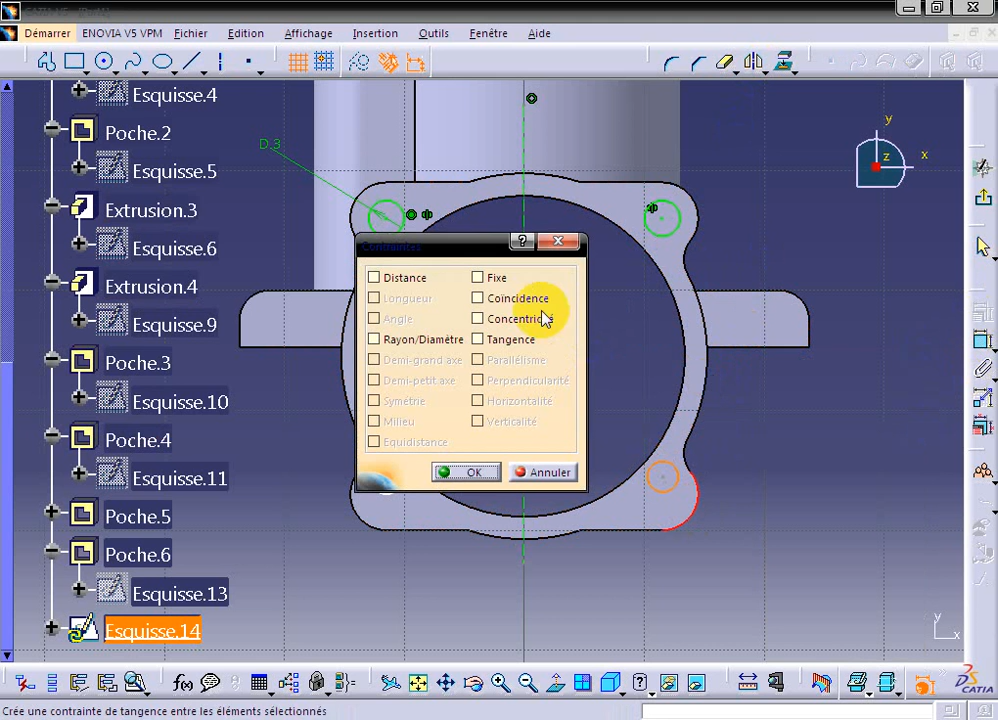 Démarrer ENOVIA V5 VPM Fichier Edition Affichage Insertion Outils Fenêtre Aide
Esquisse.4
Poche.2
Esquisse.5
Extrusion.3
Esquisse.6
Extrusion.4
Esquisse.9
Poche.3
Esquisse.10
Poche.4
Esquisse.11
Poche.5
Poche.6
Esquisse.13
Esquisse.14
D 3
y
x
z
Contraintes
Distance
Fixe
Longueur
Coïncidence
Angle
Rayon/Diamètre
Tangence
Demi-grand axe
Parallélisme
Demi-petit axe
Perpendicularité
Symétrie
Horizontalité
Milieu
Verticalité
Equidistance
OK
Annuler
y
x
f(x)
CATIA
Crée une contrainte de tangence entre les éléments sélectionnés